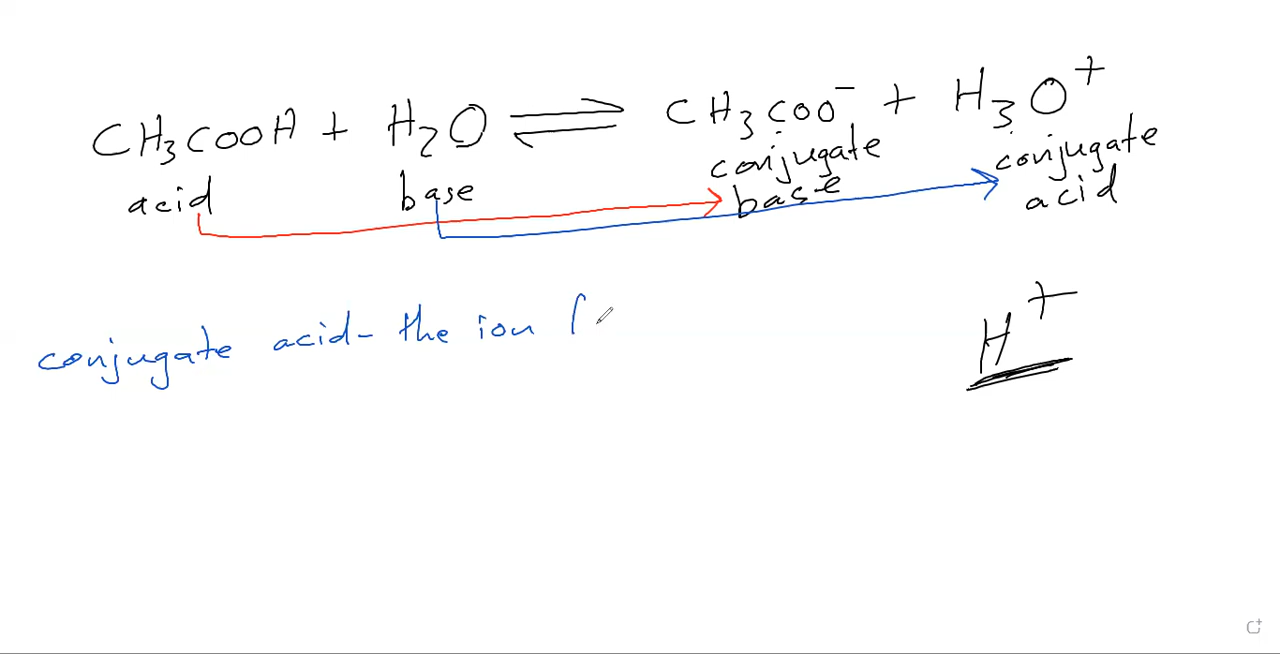 CH₃COOH + H₂O ⇌ CH₃COO⁻ + H₃O⁺
acid base conjugate base conjugate acid
conjugate acid - the ion (
H⁺